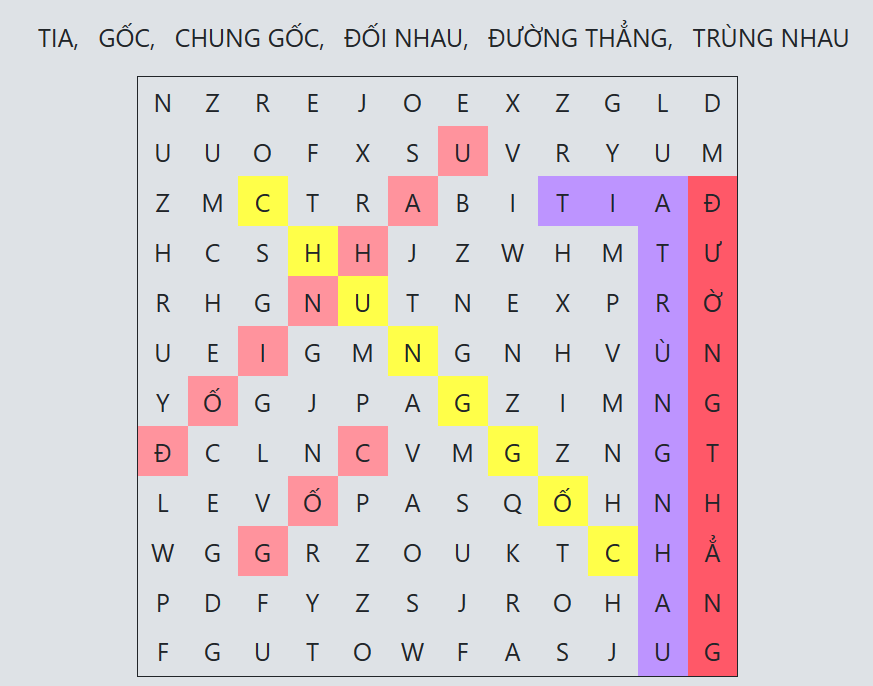 TIA, GỐC, CHUNG GỐC, ĐỐI NHAU, ĐƯỜNG THẲNG, TRÙNG NHAU
N Z R E J O E X Z G L D
U U O F X S U V R Y U M
Z M C T R A B I T I A Đ
H C S H H J Z W H M T Ư
R H G N U T N E X P R Ờ
U E I G M N G N H V Ù N
Y Ố G J P A G Z I M N G
Đ C L N C V M G Z N G T
L E V Ố P A S Q Ố H N H
W G G R Z O U K T C H Ẳ
P D F Y Z S J R O H A N
F G U T O W F A S J U G